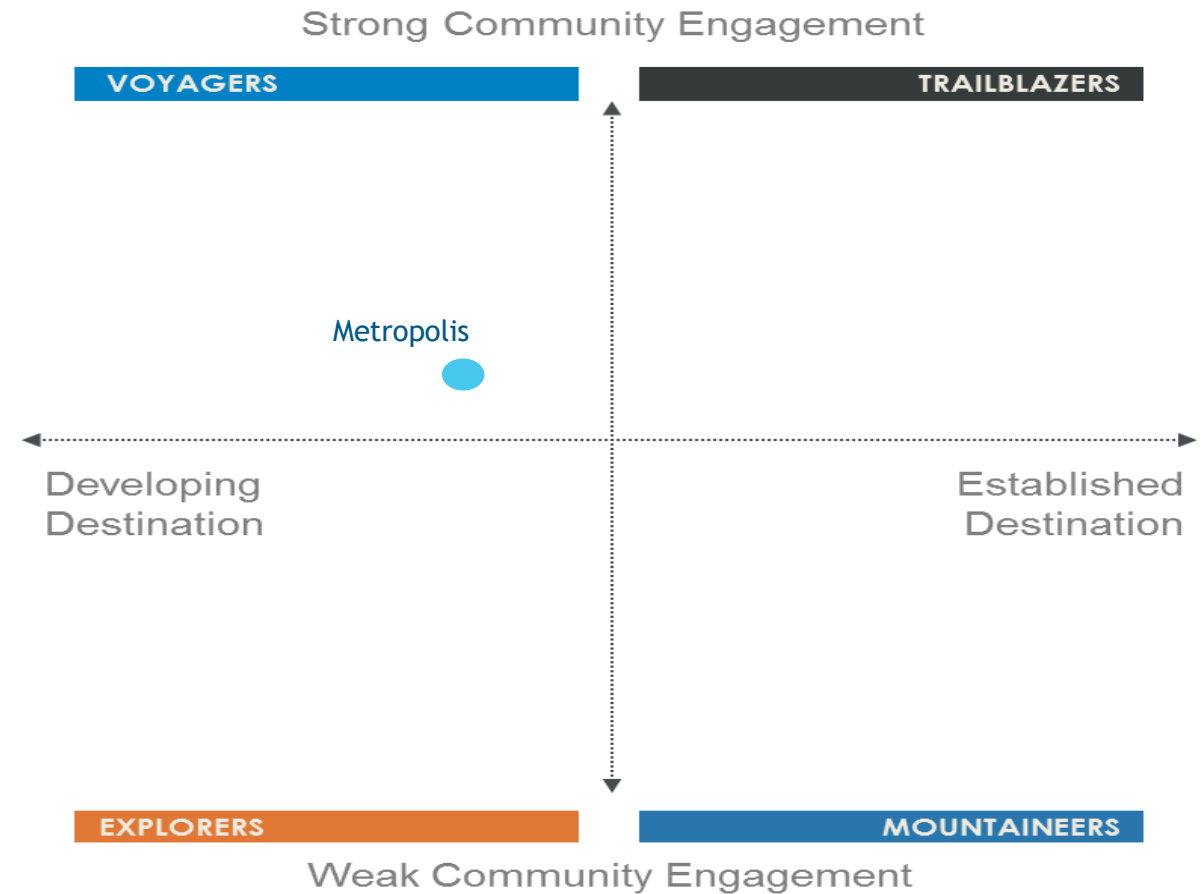 Strong Community Engagement
VOYAGERS
TRAILBLAZERS
Metropolis
Developing
Destination
Established
Destination
EXPLORERS
MOUNTAINEERS
Weak Community Engagement